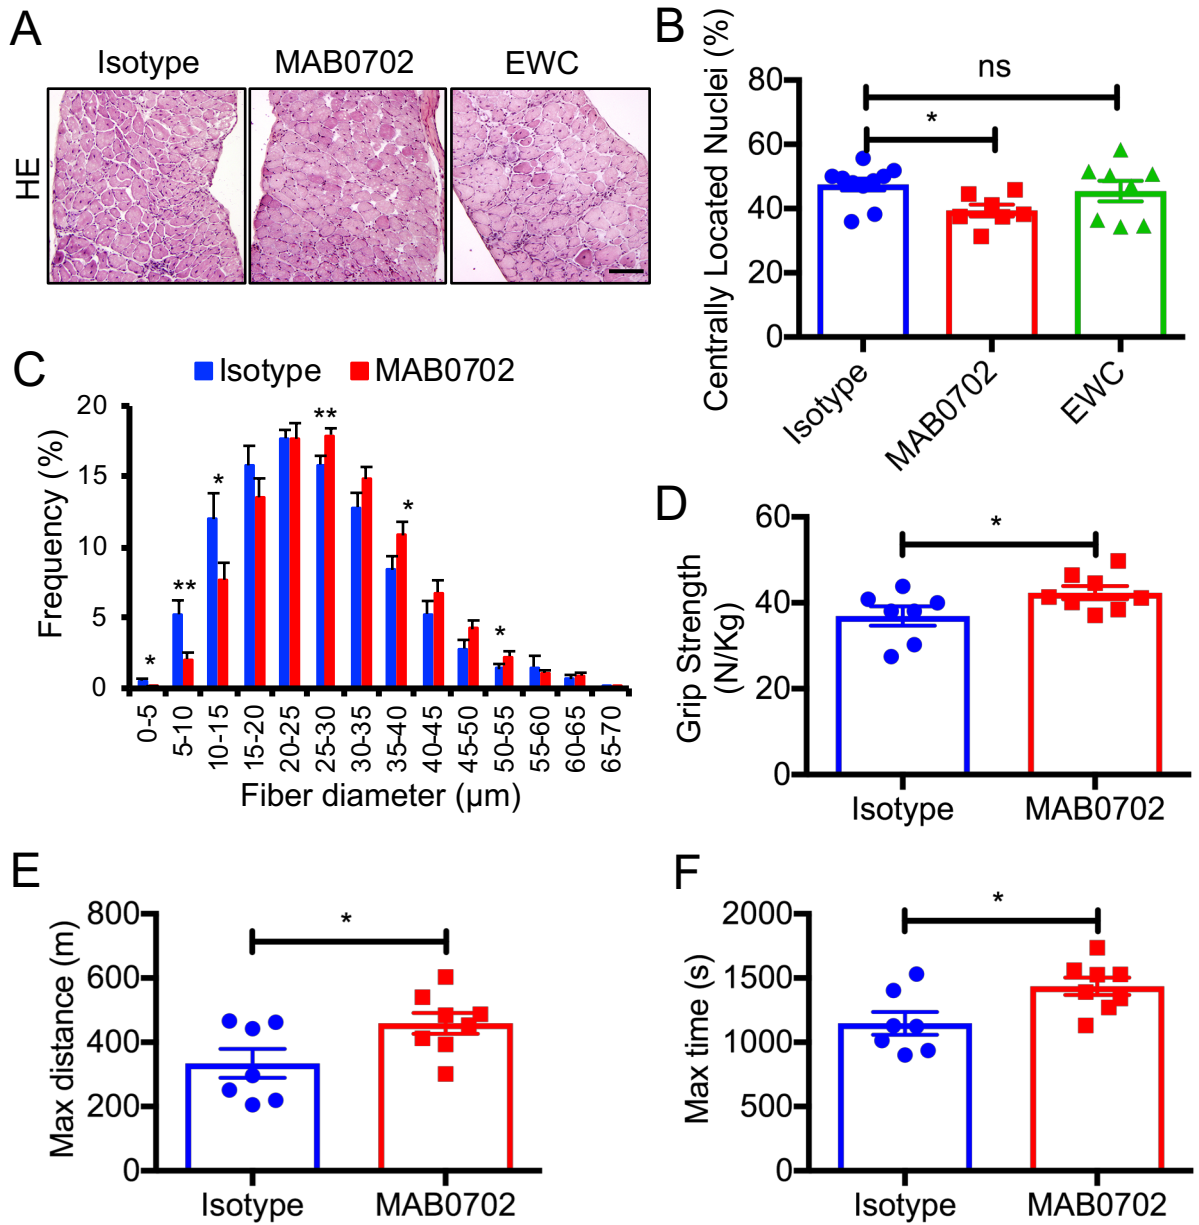 A
Isotype MAB0702 EWC
HE
B
Centrally Located Nuclei (%)
80
60
40
20
0
ns
*
Isotype
MAB0702
EWC
C
Isotype MAB0702
Frequency (%)
20
15
10
5
0
* ** * ** * *
0-5
5-10
10-15
15-20
20-25
25-30
30-35
35-40
40-45
45-50
50-55
55-60
60-65
65-70
Fiber diameter (µm)
D
Grip Strength
(N/Kg)
60
40
20
0
*
Isotype MAB0702
E
Max distance (m)
800
600
400
200
0
*
Isotype MAB0702
F
Max time (s)
2000
1500
1000
500
0
*
Isotype MAB0702